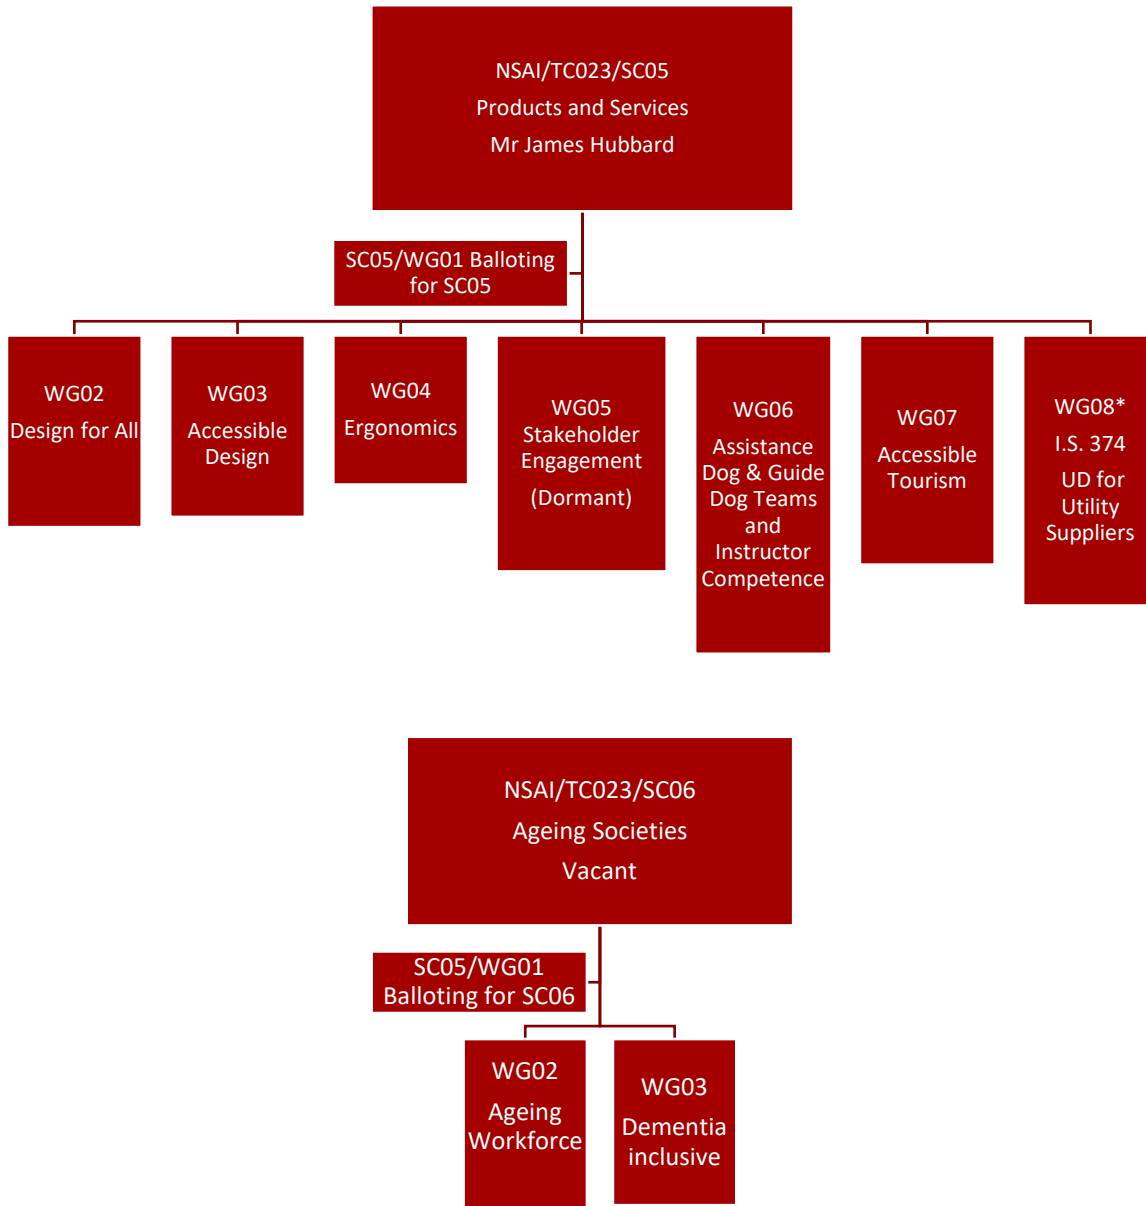 NSAI/TC023/SC05
Products and Services
Mr James Hubbard
SC05/WG01 Balloting
for SC05
WG02
Design for All
WG03
Accessible
Design
WG04
Ergonomics
WG05
Stakeholder
Engagement
(Dormant)
WG06
Assistance
Dog & Guide
Dog Teams
and
Instructor
Competence
WG07
Accessible
Tourism
WG08*
I.S. 374
UD for
Utility
Suppliers
NSAI/TC023/SC06
Ageing Societies
Vacant
SC05/WG01
Balloting for SC06
WG02
Ageing
Workforce
WG03
Dementia
inclusive